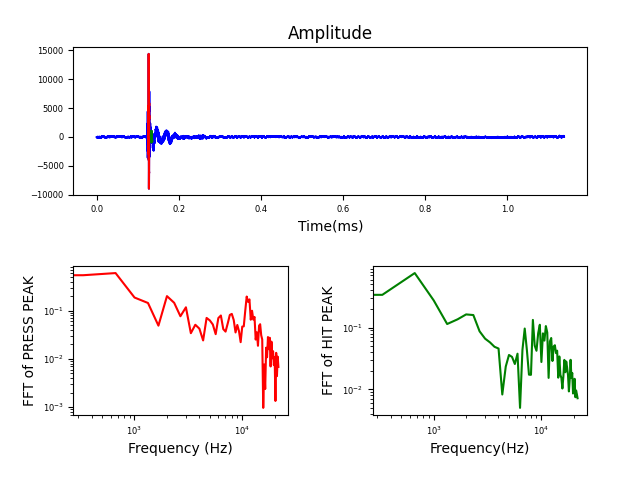 Amplitude
15000
10000
5000
0
−5000
−10000
0.0 0.2 0.4 0.6 0.8 1.0
Time(ms)
FFT of PRESS PEAK
10⁻¹
10⁻²
10⁻³
10³ 10⁴
Frequency (Hz)
FFT of HIT PEAK
10⁻¹
10⁻²
10³ 10⁴
Frequency(Hz)